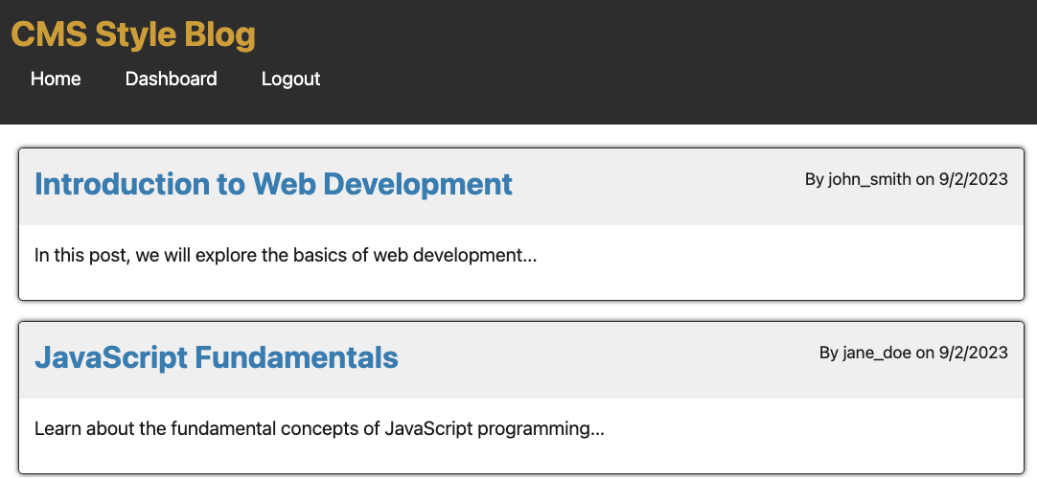 CMS Style Blog
Home Dashboard Logout
Introduction to Web Development By john_smith on 9/2/2023
In this post, we will explore the basics of web development...
JavaScript Fundamentals By jane_doe on 9/2/2023
Learn about the fundamental concepts of JavaScript programming...